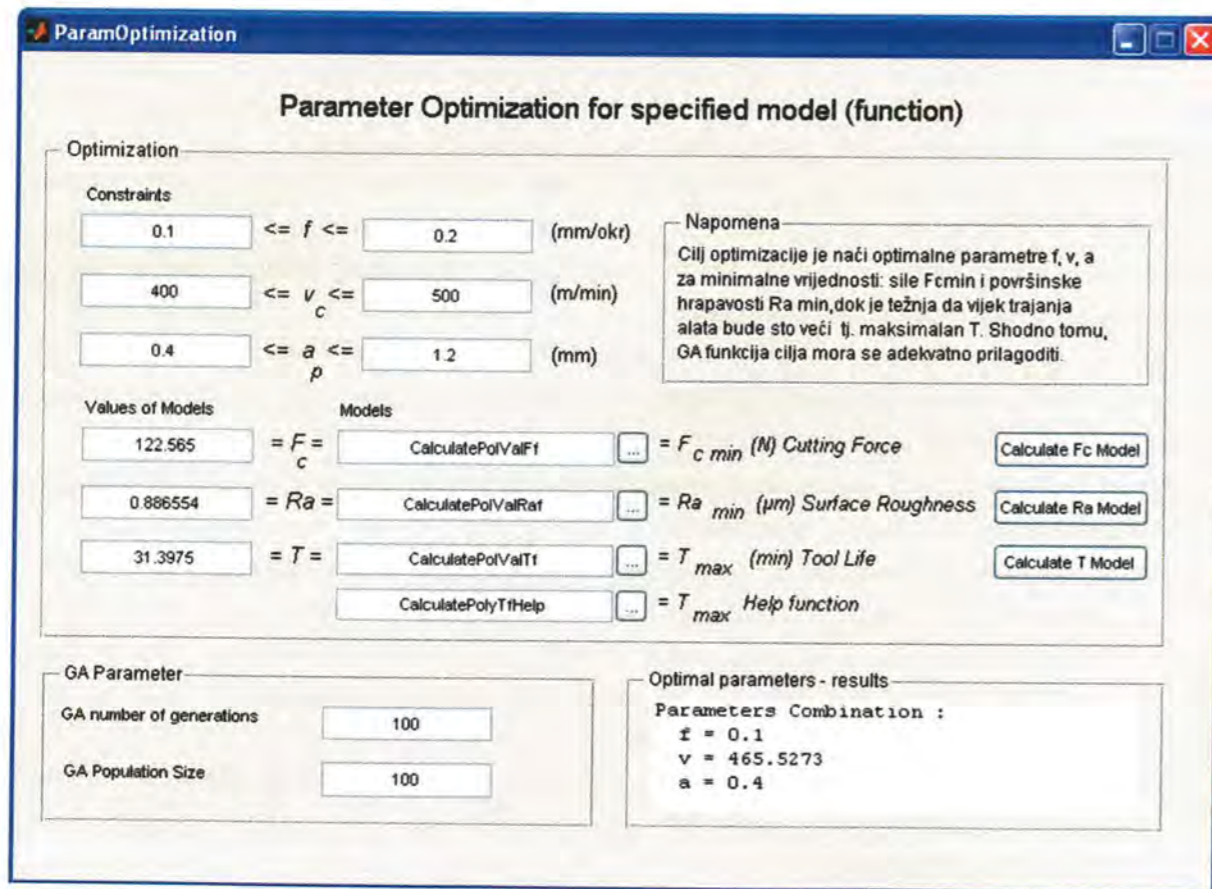 ParamOptimization
Parameter Optimization for specified model (function)
Optimization
Constraints
0.1 <= f <= 0.2 (mm/okr)
400 <= v c <= 500 (m/min)
0.4 <= a p <= 1.2 (mm)
Napomena
Cilj optimizacije je naći optimalne parametre f, v, a
za minimalne vrijednosti: sile Fcmin i površinske
hrapavosti Ra min,dok je težnja da vijek trajanja
alata bude sto veći tj. maksimalan T. Shodno tomu,
GA funkcija cilja mora se adekvatno prilagoditi.
Values of Models Models
122.565 = F c = CalculatePolValFf ... = F c min (N) Cutting Force Calculate Fc Model
0.886554 = Ra = CalculatePolValRaf ... = Ra min (µm) Surface Roughness Calculate Ra Model
31.3975 = T = CalculatePolValTf ... = T max (min) Tool Life Calculate T Model
CalculatePolyTfHelp ... = T max Help function
GA Parameter
GA number of generations 100
GA Population Size 100
Optimal parameters - results
Parameters Combination :
f = 0.1
v = 465.5273
a = 0.4